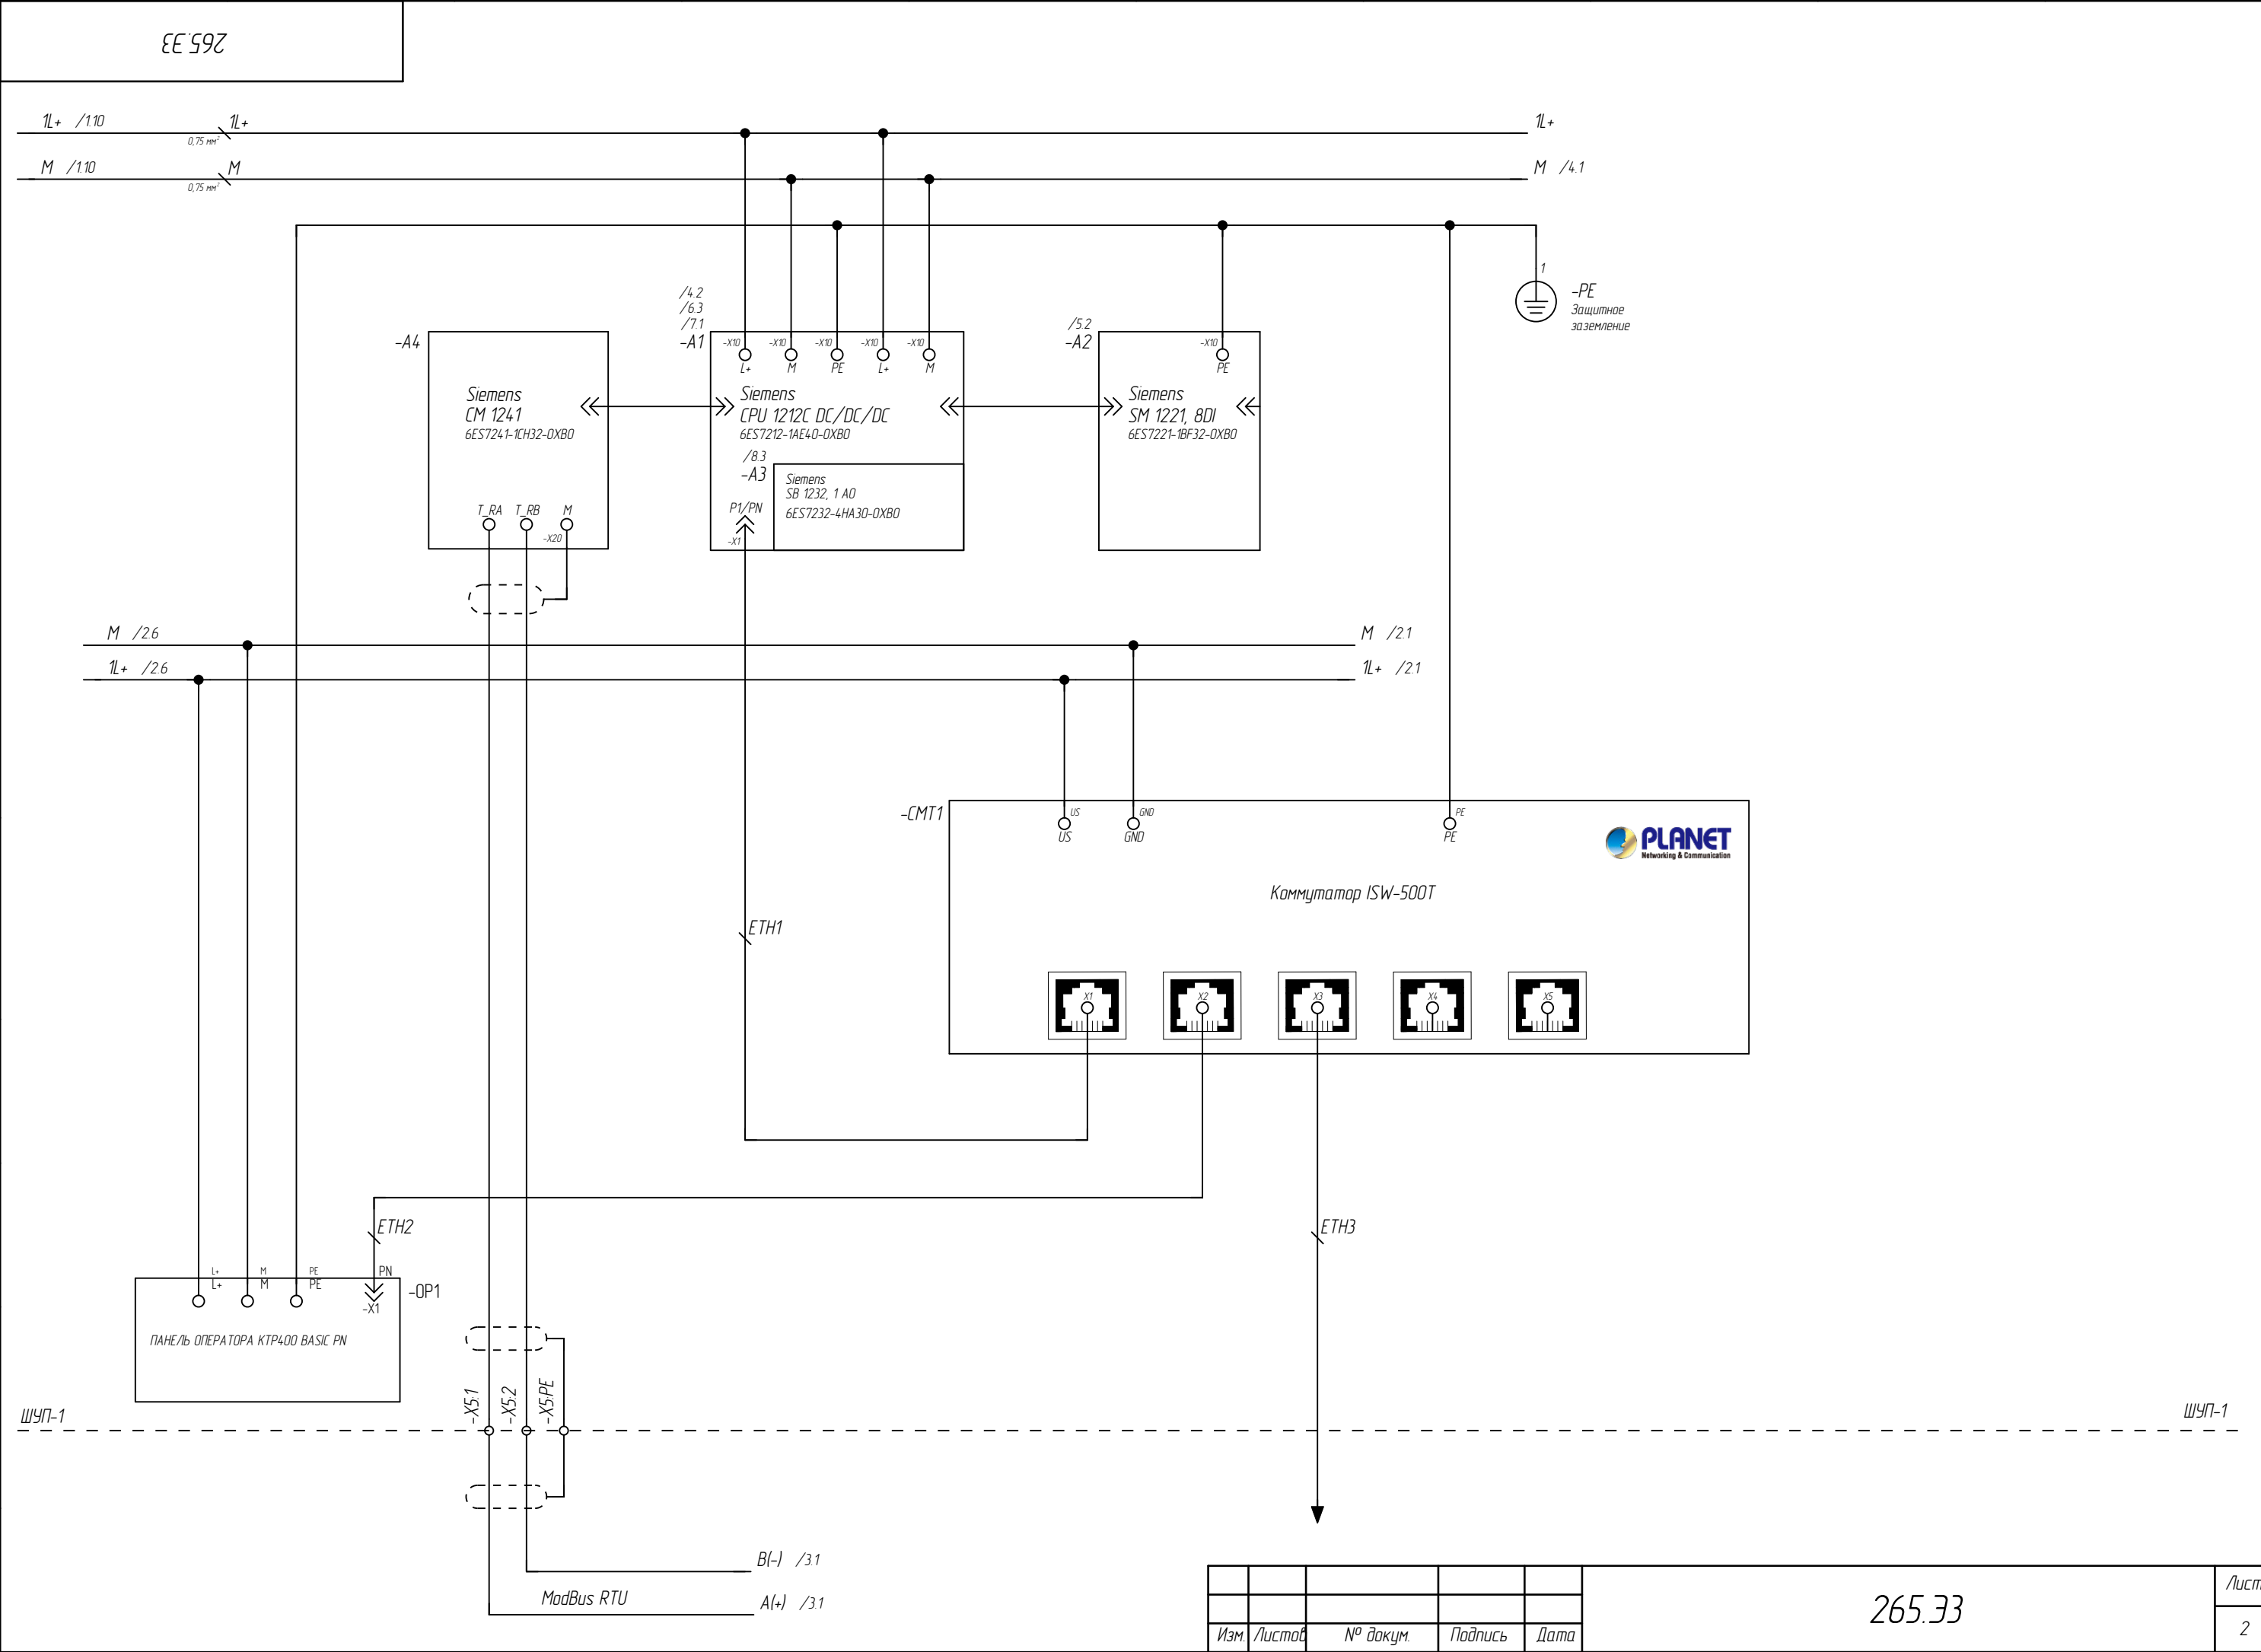 265.ЭЗ
1L+ /1.10
1L+
0,75 мм²
1L+
M /1.10
M
0,75 мм²
M /4.1
1
-PE
Защитное
заземление
/4.2
/6.3
/7.1
-A4
-A1
/5.2
-A2
-X10 -X10 -X10 -X10 -X10
L+ M PE L+ M
-X10
PE
Siemens
CM 1241
6ES7241-1CH32-0XB0
Siemens
CPU 1212C DC/DC/DC
6ES7212-1AE40-0XB0
Siemens
SM 1221, 8DI
6ES7221-1BF32-0XB0
/8.3
-A3
Siemens
SB 1232, 1 AO
6ES7232-4HA30-0XB0
T_RA T_RB M
-X20
P1/PN
-X1
M /2.6
M /2.1
1L+ /2.6
1L+ /2.1
-CMT1
US
US
GND
GND
PE
PE
PLANET
Networking & Communication
Коммутатор ISW-500T
ETH1
X1 X2 X3 X4 X5
ETH2
ETH3
L+ M PE PN
L+ M PE
-X1
-OP1
ПАНЕЛЬ ОПЕРАТОРА KTP400 BASIC PN
-X5:1
-X5:2
-X5:PE
ШУП-1
ШУП-1
B(-) /3.1
ModBus RTU
A(+) /3.1
Изм. Листов № докум. Подпись Дата
265.ЭЗ
Лист
2